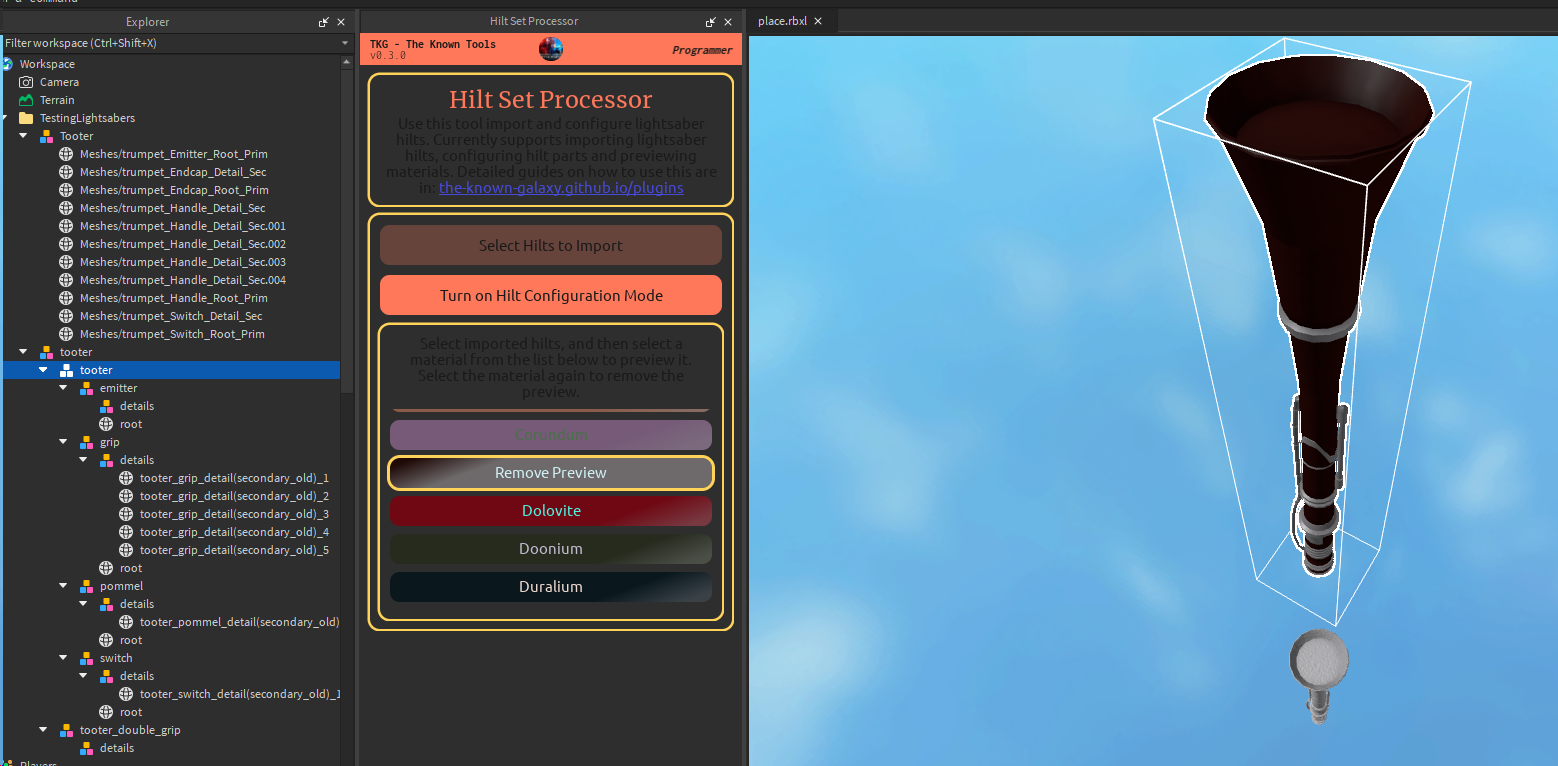 Explorer
Filter workspace (Ctrl+Shift+X)
Workspace
Camera
Terrain
TestingLightsabers
Tooter
Meshes/trumpet_Emitter_Root_Prim
Meshes/trumpet_Endcap_Detail_Sec
Meshes/trumpet_Endcap_Root_Prim
Meshes/trumpet_Handle_Detail_Sec
Meshes/trumpet_Handle_Detail_Sec.001
Meshes/trumpet_Handle_Detail_Sec.002
Meshes/trumpet_Handle_Detail_Sec.003
Meshes/trumpet_Handle_Detail_Sec.004
Meshes/trumpet_Handle_Root_Prim
Meshes/trumpet_Switch_Detail_Sec
Meshes/trumpet_Switch_Root_Prim
tooter
tooter
emitter
details
root
grip
details
tooter_grip_detail(secondary_old)_1
tooter_grip_detail(secondary_old)_2
tooter_grip_detail(secondary_old)_3
tooter_grip_detail(secondary_old)_4
tooter_grip_detail(secondary_old)_5
root
pommel
details
tooter_pommel_detail(secondary_old)
root
switch
details
tooter_switch_detail(secondary_old)_1
root
tooter_double_grip
details
Players
Hilt Set Processor
TKG - The Known Tools
v0.3.0
Programmer
Hilt Set Processor
Use this tool import and configure lightsaber
hilts. Currently supports importing lightsaber
hilts, configuring hilt parts and previewing
materials. Detailed guides on how to use this are
in: the-known-galaxy.github.io/plugins
Select Hilts to Import
Turn on Hilt Configuration Mode
Select imported hilts, and then select a
material from the list below to preview it.
Select the material again to remove the
preview.
Corundum
Remove Preview
Dolovite
Doonium
Duralium
place.rbxl